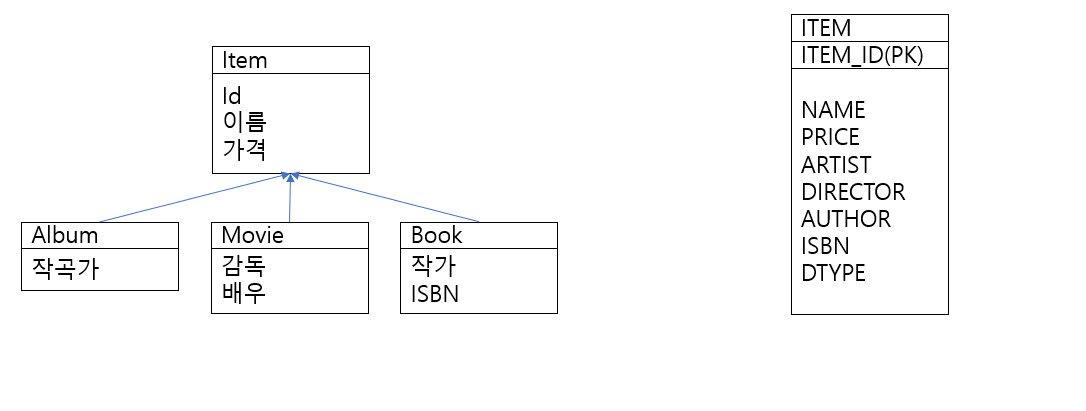 Item
Id
이름
가격
Album
작곡가
Movie
감독
배우
Book
작가
ISBN
ITEM
ITEM_ID(PK)
NAME
PRICE
ARTIST
DIRECTOR
AUTHOR
ISBN
DTYPE